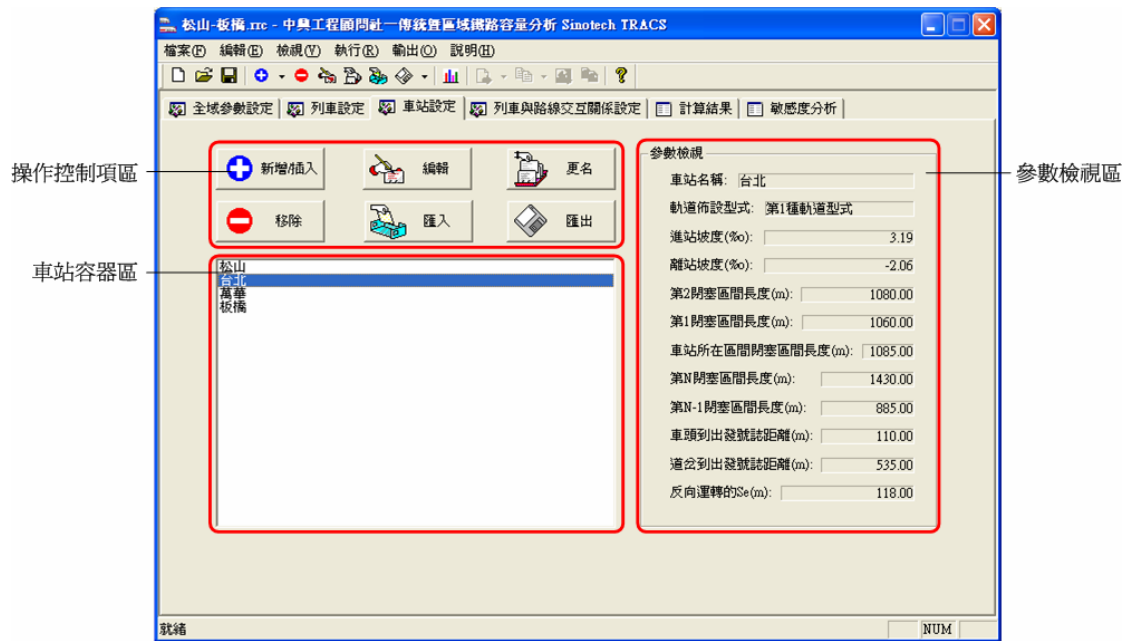 松山-板橋.rrc - 中興工程顧問社－傳統暨區域鐵路容量分析 Sinotech TRACS
檔案(F) 編輯(E) 檢視(V) 執行(R) 輸出(O) 說明(H)
全域參數設定 列車設定 車站設定 列車與路線交互關係設定 計算結果 敏感度分析
操作控制項區
新增/插入 編輯 更名
移除 匯入 匯出
車站容器區
松山
台北
萬華
板橋
參數檢視區
參數檢視
車站名稱: 台北
軌道佈設型式: 第1種軌道型式
進站坡度(‰): 3.19
離站坡度(‰): -2.06
第2閉塞區間長度(m): 1080.00
第1閉塞區間長度(m): 1060.00
車站所在區間閉塞區間長度(m): 1085.00
第N閉塞區間長度(m): 1430.00
第N-1閉塞區間長度(m): 885.00
車頭到出發號誌距離(m): 110.00
道岔到出發號誌距離(m): 535.00
反向運轉的Se(m): 118.00
就緒 NUM